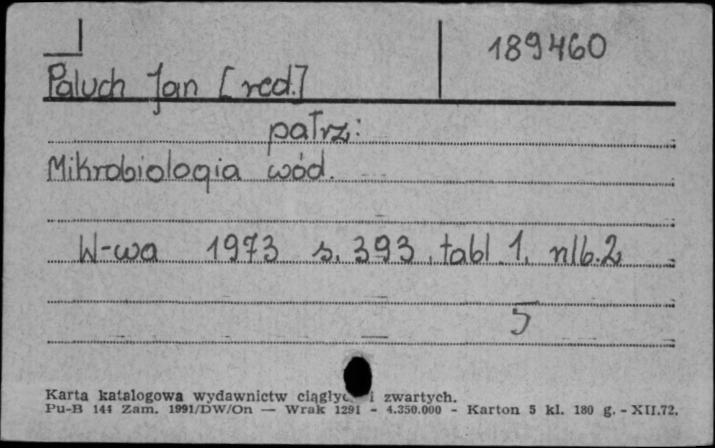 189460
Paluch Jan [red.]
patrz:
Mikrobiologia wód.
W-wa 1973 s. 393, tabl. 1, nlb. 2
5
Karta katalogowa wydawnictw ciągłyc i zwartych.
Pu-B 144 Zam. 1991/DW/On — Wrak 1291 - 4.350.000 - Karton 5 kl. 180 g. - XII.72.